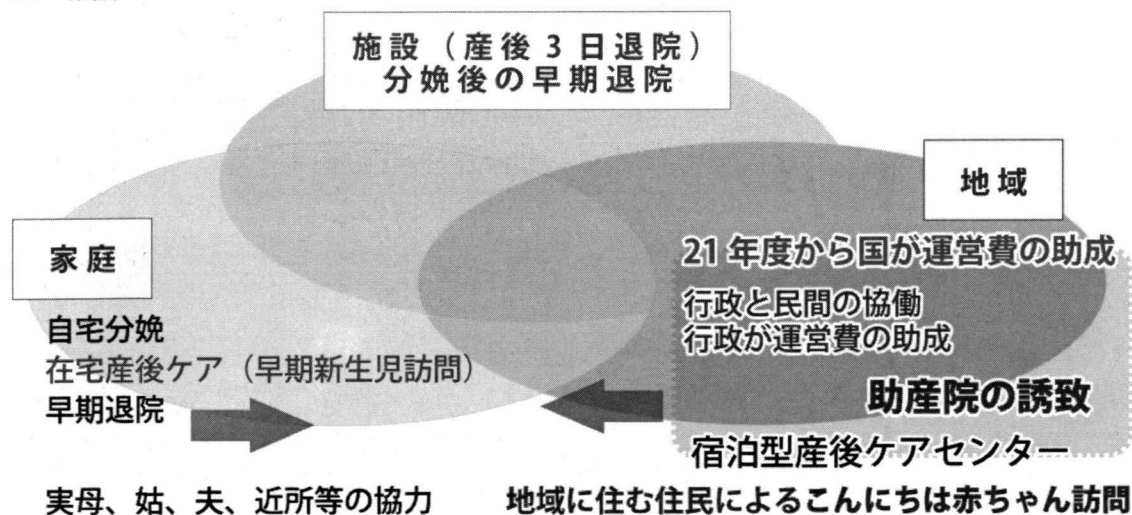 施設（産後3日退院）
分娩後の早期退院
地域
家庭
21年度から国が運営費の助成
行政と民間の協働
行政が運営費の助成
自宅分娩
在宅産後ケア（早期新生児訪問）
早期退院
助産院の誘致
宿泊型産後ケアセンター
実母、姑、夫、近所等の協力
地域に住む住民によるこんにちは赤ちゃん訪問